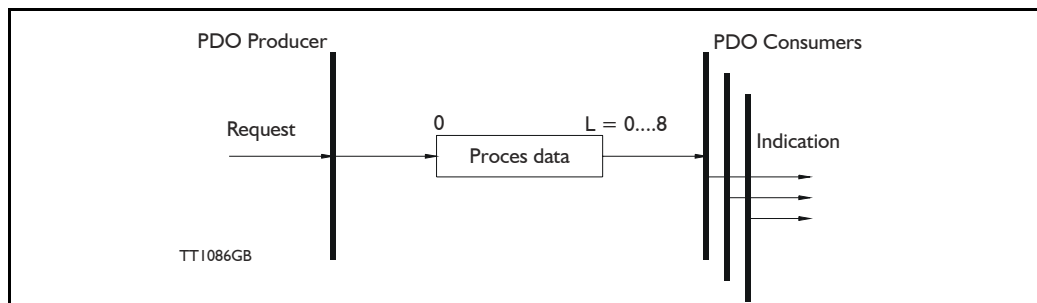 PDO Producer
PDO Consumers
Request
0
L = 0....8
Proces data
Indication
TT1086GB